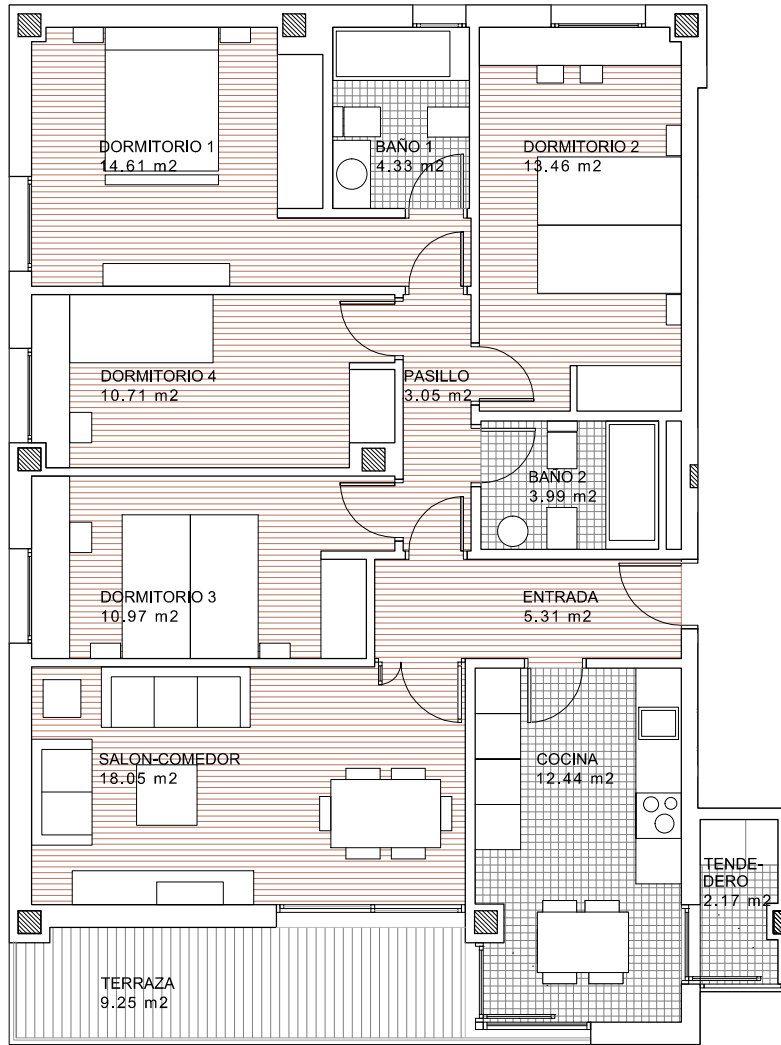 DORMITORIO 1
14.61 m2
BAÑO 1
4.33 m2
DORMITORIO 2
13.46 m2
DORMITORIO 4
10.71 m2
PASILLO
3.05 m2
BAÑO 2
3.99 m2
DORMITORIO 3
10.97 m2
ENTRADA
5.31 m2
SALON-COMEDOR
18.05 m2
COCINA
12.44 m2
TENDE-
DERO
2.17 m2
TERRAZA
9.25 m2